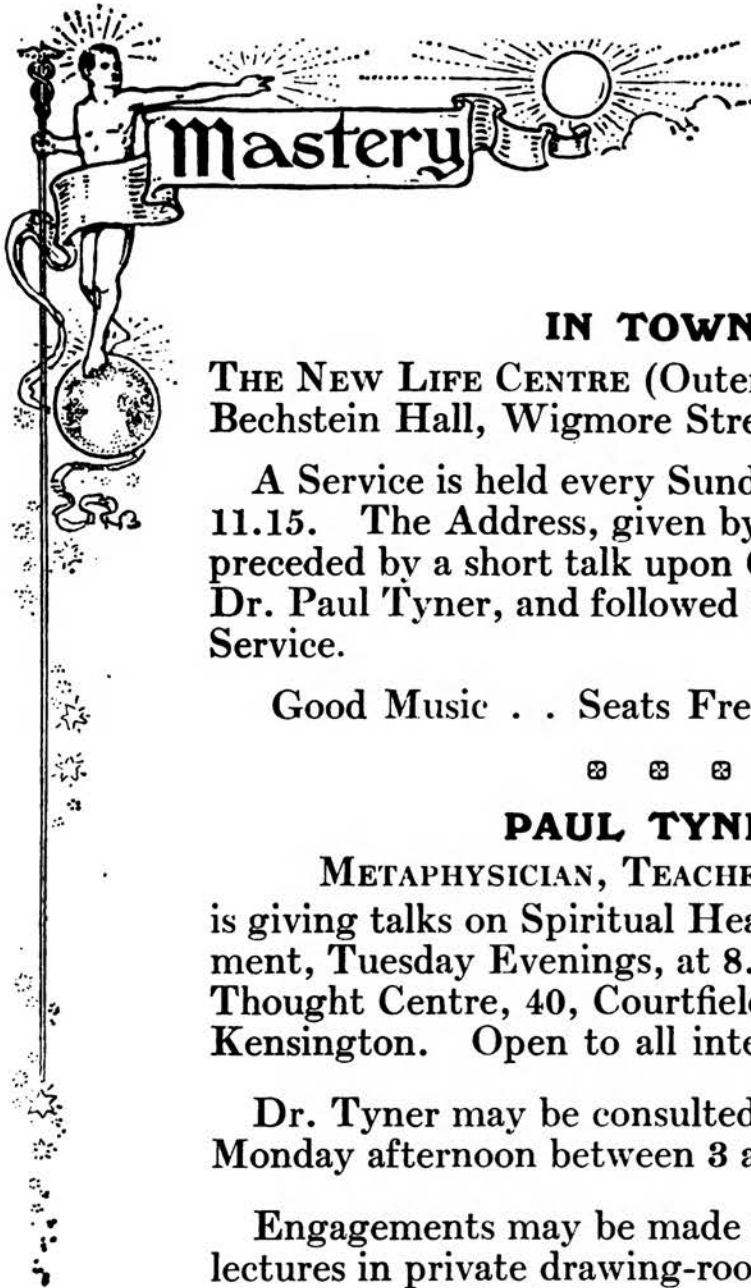 Mastery
IN TOWN
THE NEW LIFE CENTRE (Oute
Bechstein Hall, Wigmore Stre
A Service is held every Sund
11.15. The Address, given by
preceded by a short talk upon
Dr. Paul Tyner, and followed
Service.
Good Music . . Seats Fre
PAUL TYN
METAPHYSICIAN, TEACHE
is giving talks on Spiritual Hea
ment, Tuesday Evenings, at 8.
Thought Centre, 40, Courtfiel
Kensington. Open to all inte
Dr. Tyner may be consulted
Monday afternoon between 3 a
Engagements may be made
lectures in private drawing-roo